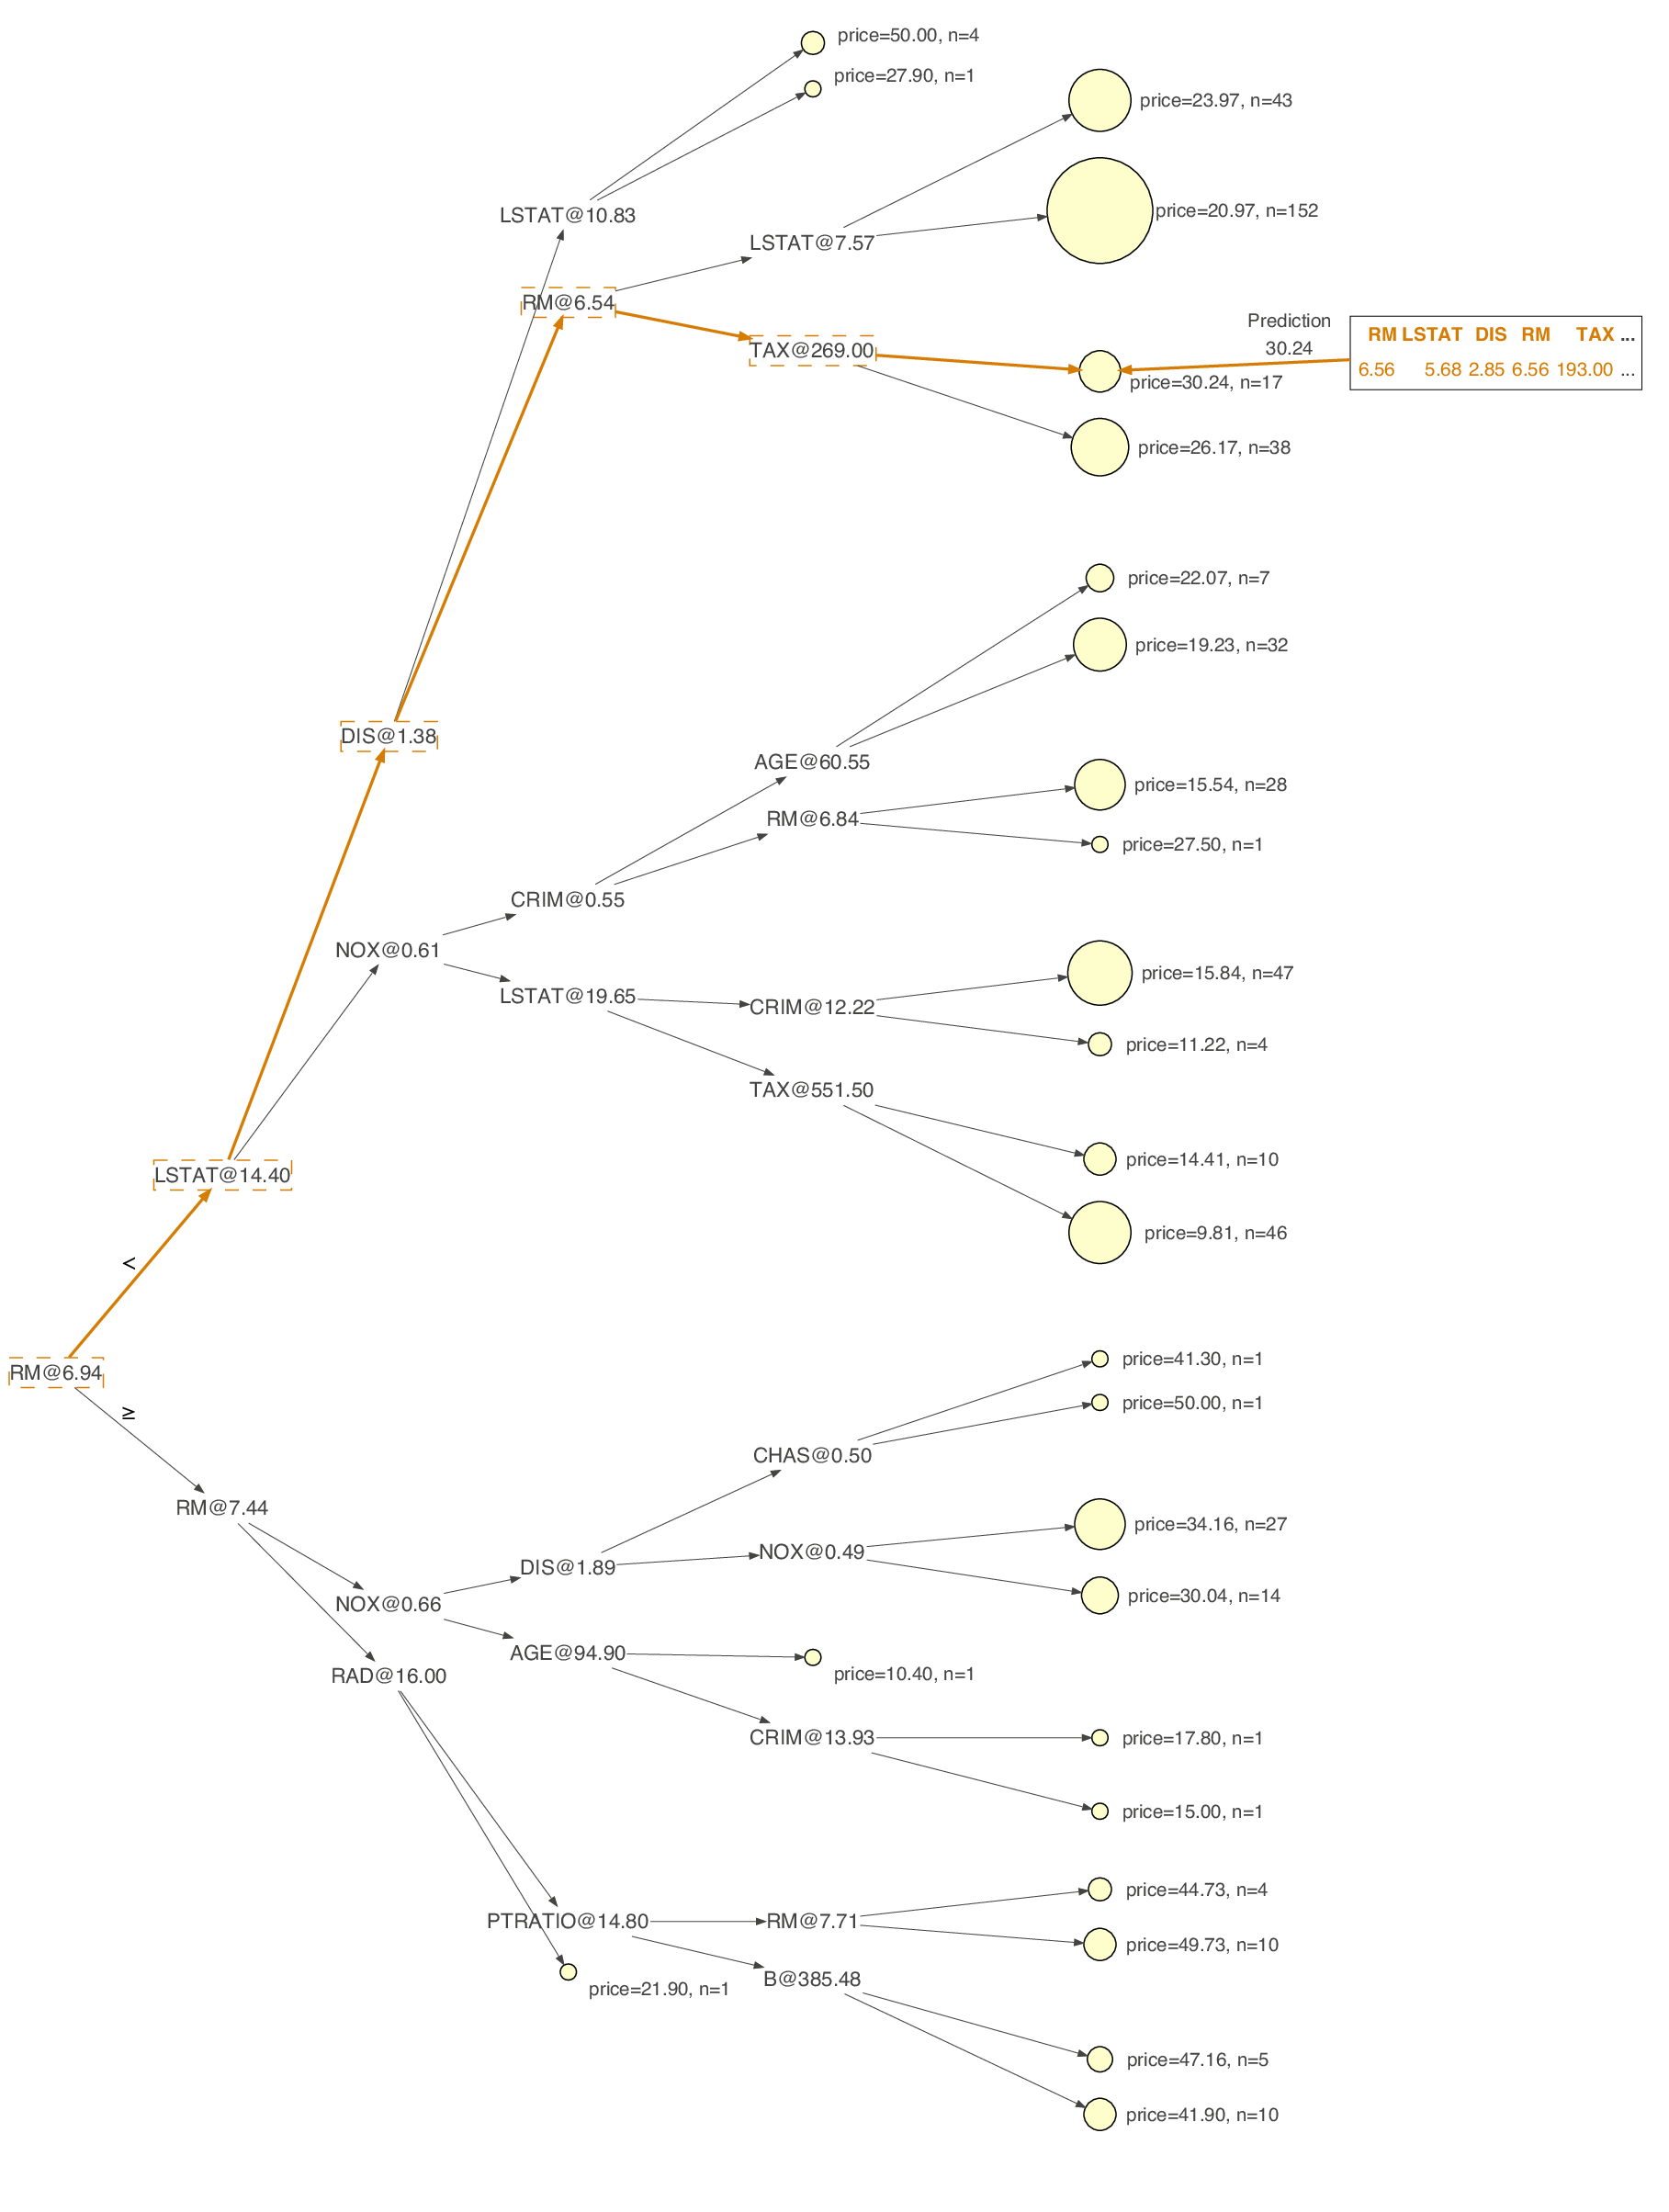 price=50.00, n=4
price=27.90, n=1
price=23.97, n=43
LSTAT@10.83
price=20.97, n=152
LSTAT@7.57
RM@6.54
Prediction
30.24
RM LSTAT DIS RM TAX ...
6.56 5.68 2.85 6.56 193.00 ...
TAX@269.00
price=30.24, n=17
price=26.17, n=38
price=22.07, n=7
price=19.23, n=32
DIS@1.38
AGE@60.55
price=15.54, n=28
RM@6.84
price=27.50, n=1
CRIM@0.55
NOX@0.61
price=15.84, n=47
LSTAT@19.65
CRIM@12.22
price=11.22, n=4
TAX@551.50
price=14.41, n=10
LSTAT@14.40
price=9.81, n=46
<
price=41.30, n=1
RM@6.94
price=50.00, n=1
≥
CHAS@0.50
RM@7.44
price=34.16, n=27
NOX@0.49
DIS@1.89
price=30.04, n=14
NOX@0.66
AGE@94.90
price=10.40, n=1
RAD@16.00
CRIM@13.93
price=17.80, n=1
price=15.00, n=1
price=44.73, n=4
PTRATIO@14.80
RM@7.71
price=49.73, n=10
B@385.48
price=21.90, n=1
price=47.16, n=5
price=41.90, n=10